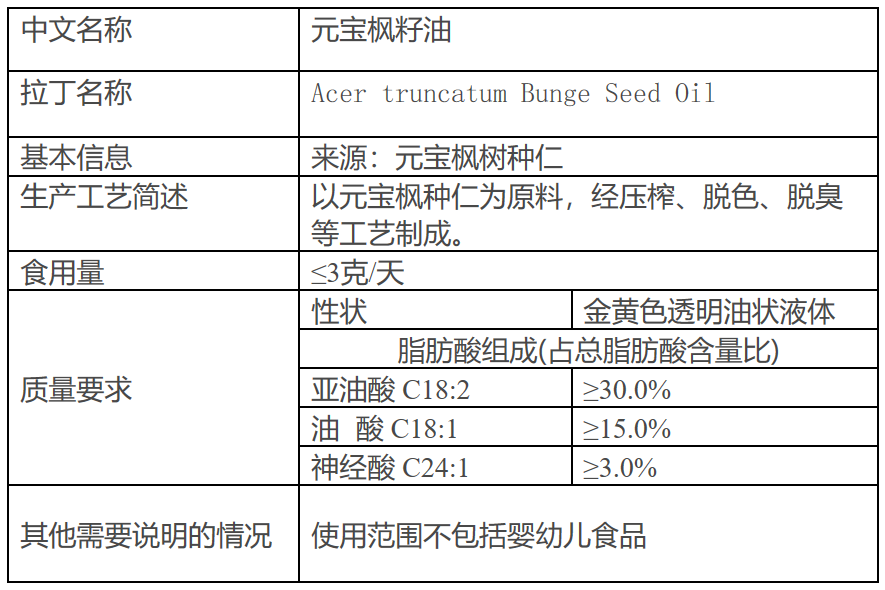 中文名称
元宝枫籽油
拉丁名称
Acer truncatum Bunge Seed Oil
基本信息
来源：元宝枫树种仁
生产工艺简述
以元宝枫种仁为原料，经压榨、脱色、脱臭
等工艺制成。
食用量
≤3克/天
质量要求
性状
金黄色透明油状液体
脂肪酸组成(占总脂肪酸含量比)
亚油酸 C18:2
≥30.0%
油 酸 C18:1
≥15.0%
神经酸 C24:1
≥3.0%
其他需要说明的情况
使用范围不包括婴幼儿食品